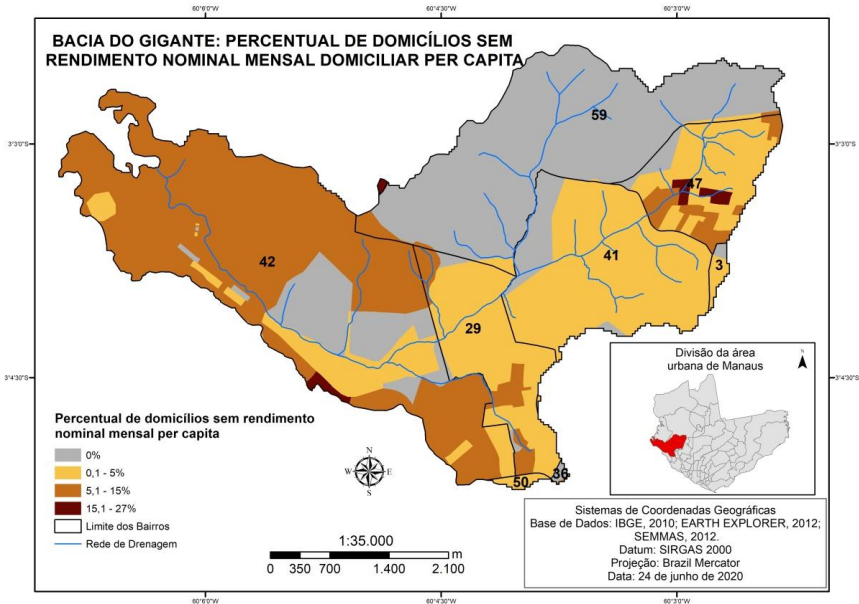 60°6'0"W
60°4'30"W
60°3'0"W
BACIA DO GIGANTE: PERCENTUAL DE DOMICÍLIOS SEM
RENDIMENTO NOMINAL MENSAL DOMICILIAR PER CAPITA
3°3'0"S
3°3'0"S
59
47
42
41
3
29
3°4'30"S
3°4'30"S
36
50
Divisão da área
urbana de Manaus
N
Percentual de domicílios sem rendimento
nominal mensal per capita
0%
0,1 - 5%
5,1 - 15%
15,1 - 27%
Limite dos Bairros
Rede de Drenagem
N
W
E
S
1:35.000
m
0 350 700 1.400 2.100
Sistemas de Coordenadas Geográficas
Base de Dados: IBGE, 2010; EARTH EXPLORER, 2012;
SEMMAS, 2012.
Datum: SIRGAS 2000
Projeção: Brazil Mercator
Data: 24 de junho de 2020
60°6'0"W
60°4'30"W
60°3'0"W